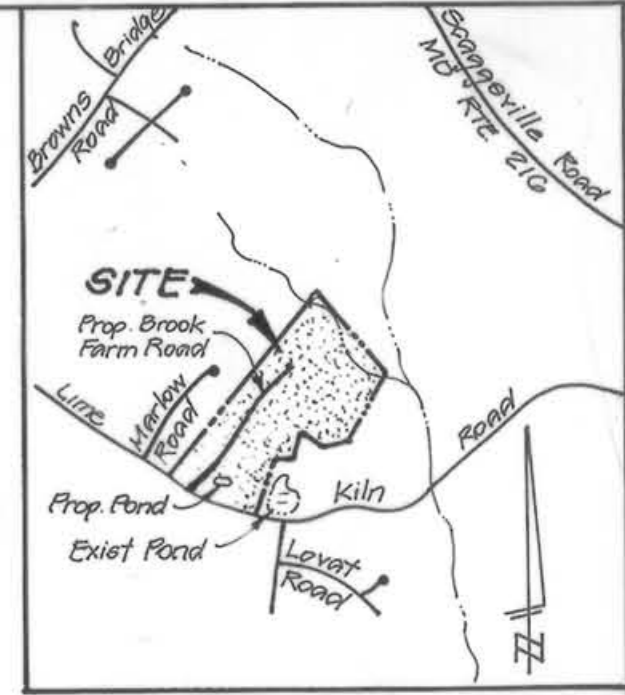 Browns Bridge
Road
Scaggsville Road
MD RTE. 216
SITE
Prop. Brook
Farm Road
Marlow
Road
Lime Kiln Road
Prop. Pond
Exist Pond
Lovat
Road
N